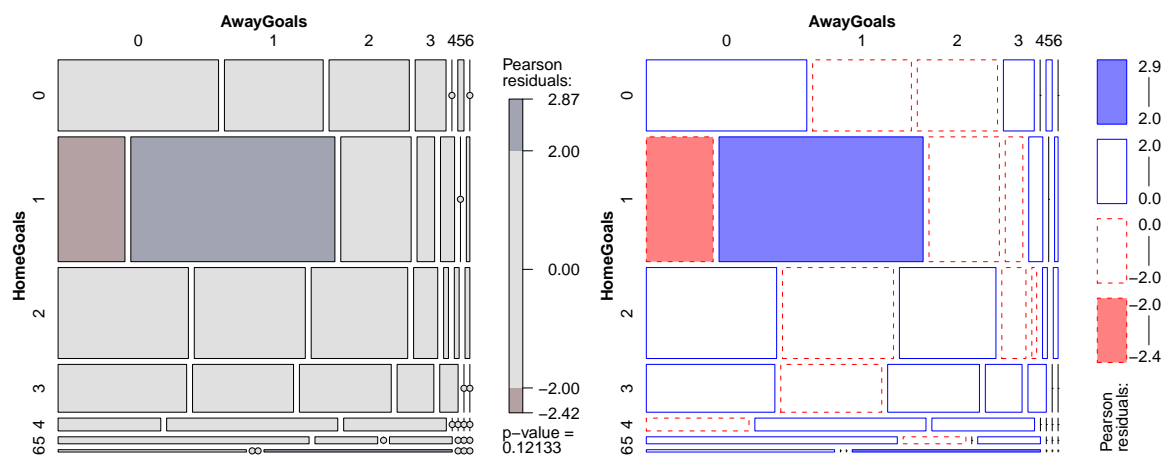 AwayGoals
0 1 2 3 456
HomeGoals
0
1
2
3
4
65
Pearson
residuals:
2.87
2.00
0.00
−2.00
−2.42
p−value =
0.12133
AwayGoals
0 1 2 3 456
HomeGoals
0
1
2
3
4
65
2.9
2.0
2.0
0.0
0.0
−2.0
−2.0
−2.4
Pearson
residuals: